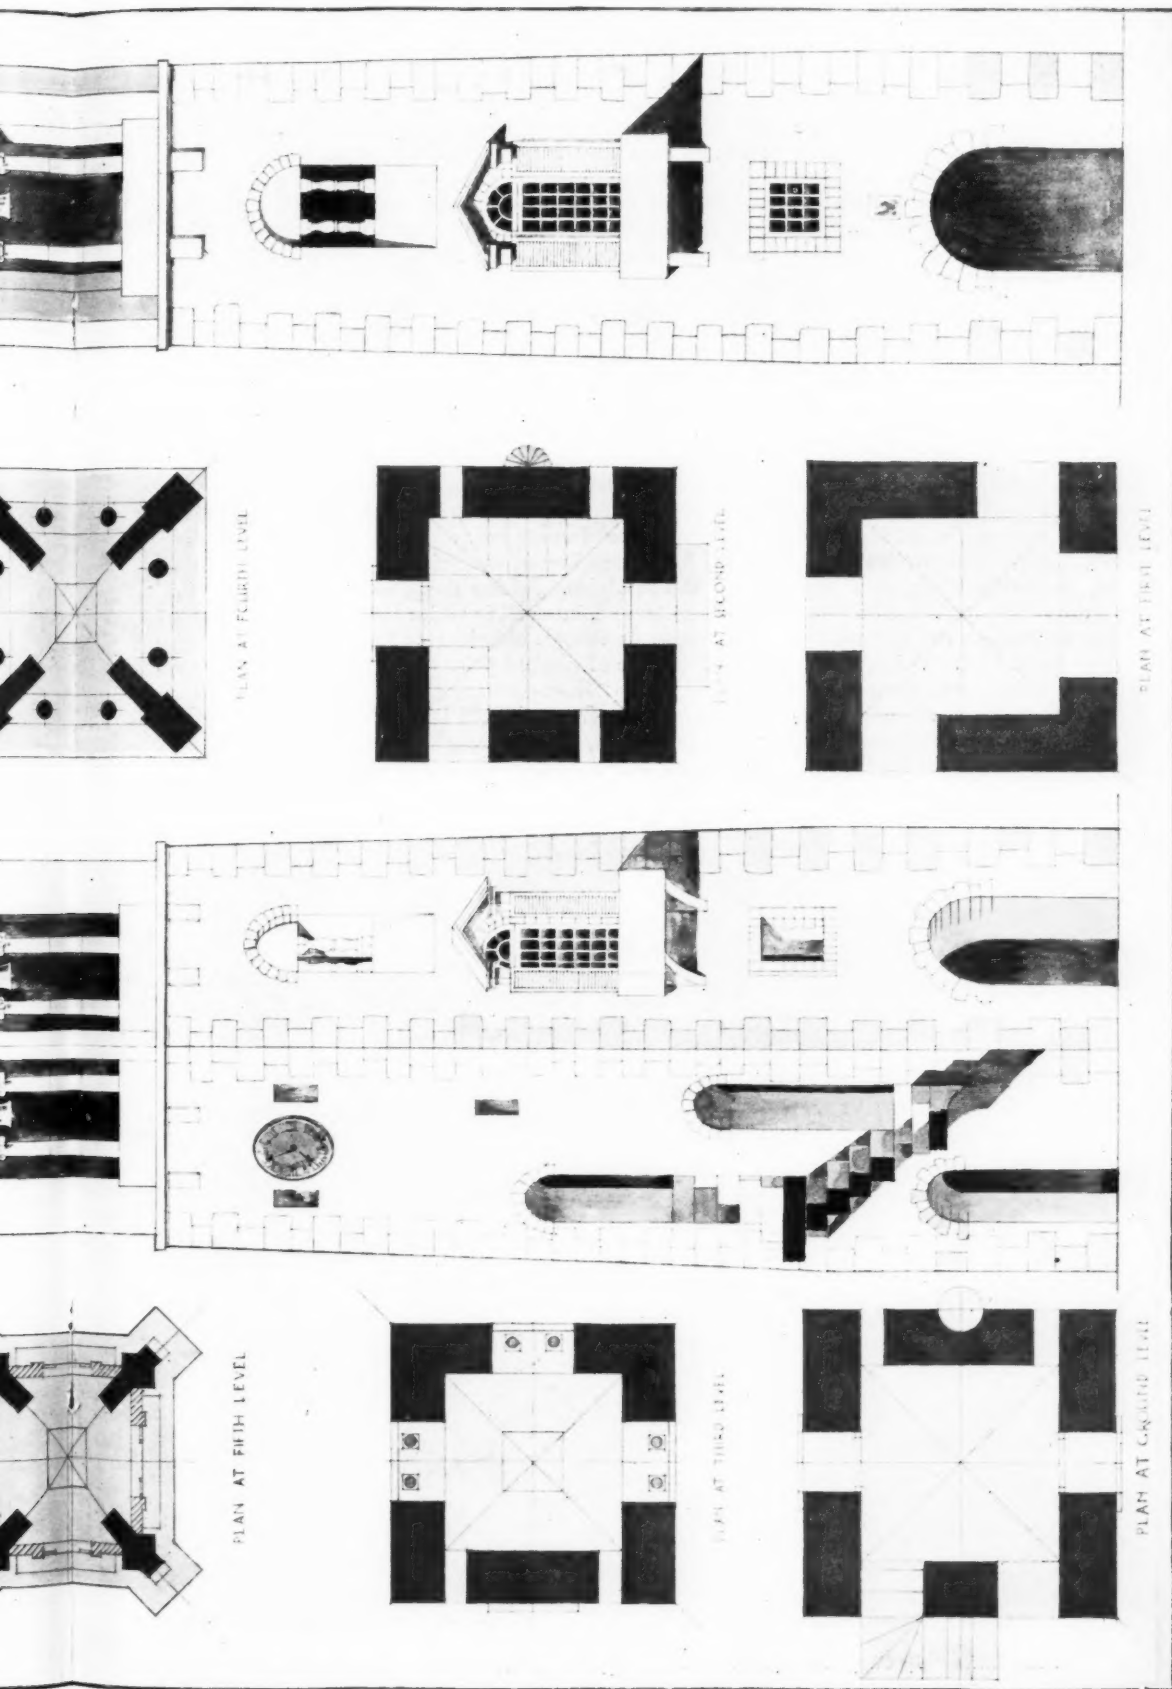 PLAN AT FOURTH LEVEL
PLAN AT SECOND LEVEL
PLAN AT FIRST LEVEL
PLAN AT FIFTH LEVEL
PLAN AT THIRD LEVEL
PLAN AT GROUND LEVEL